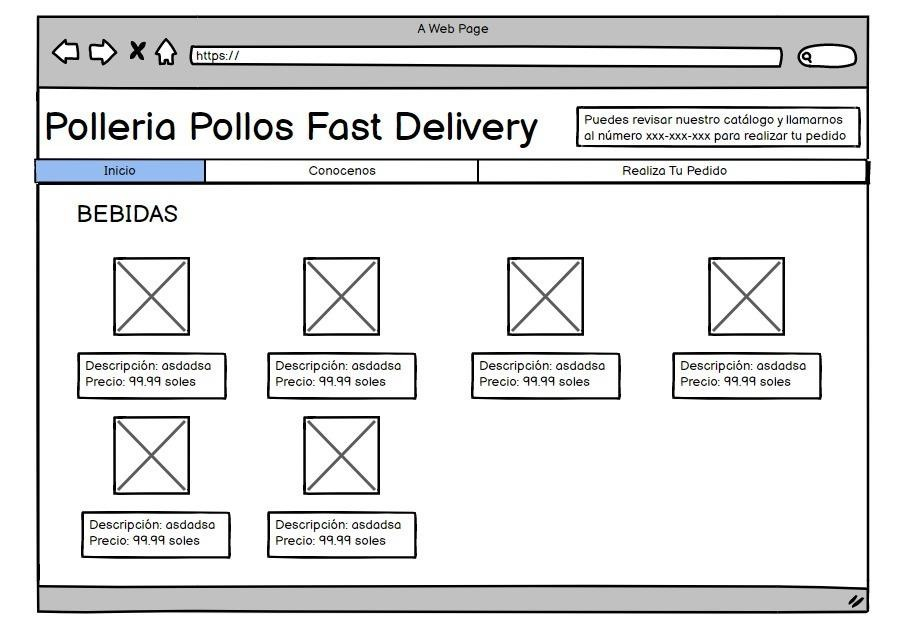 A Web Page
https://
Polleria Pollos Fast Delivery
Puedes revisar nuestro catálogo y llamarnos
al número xxx-xxx-xxx para realizar tu pedido
Inicio
Conocenos
Realiza Tu Pedido
BEBIDAS
Descripción: asdadsa
Precio: 99.99 soles
Descripción: asdadsa
Precio: 99.99 soles
Descripción: asdadsa
Precio: 99.99 soles
Descripción: asdadsa
Precio: 99.99 soles
Descripción: asdadsa
Precio: 99.99 soles
Descripción: asdadsa
Precio: 99.99 soles